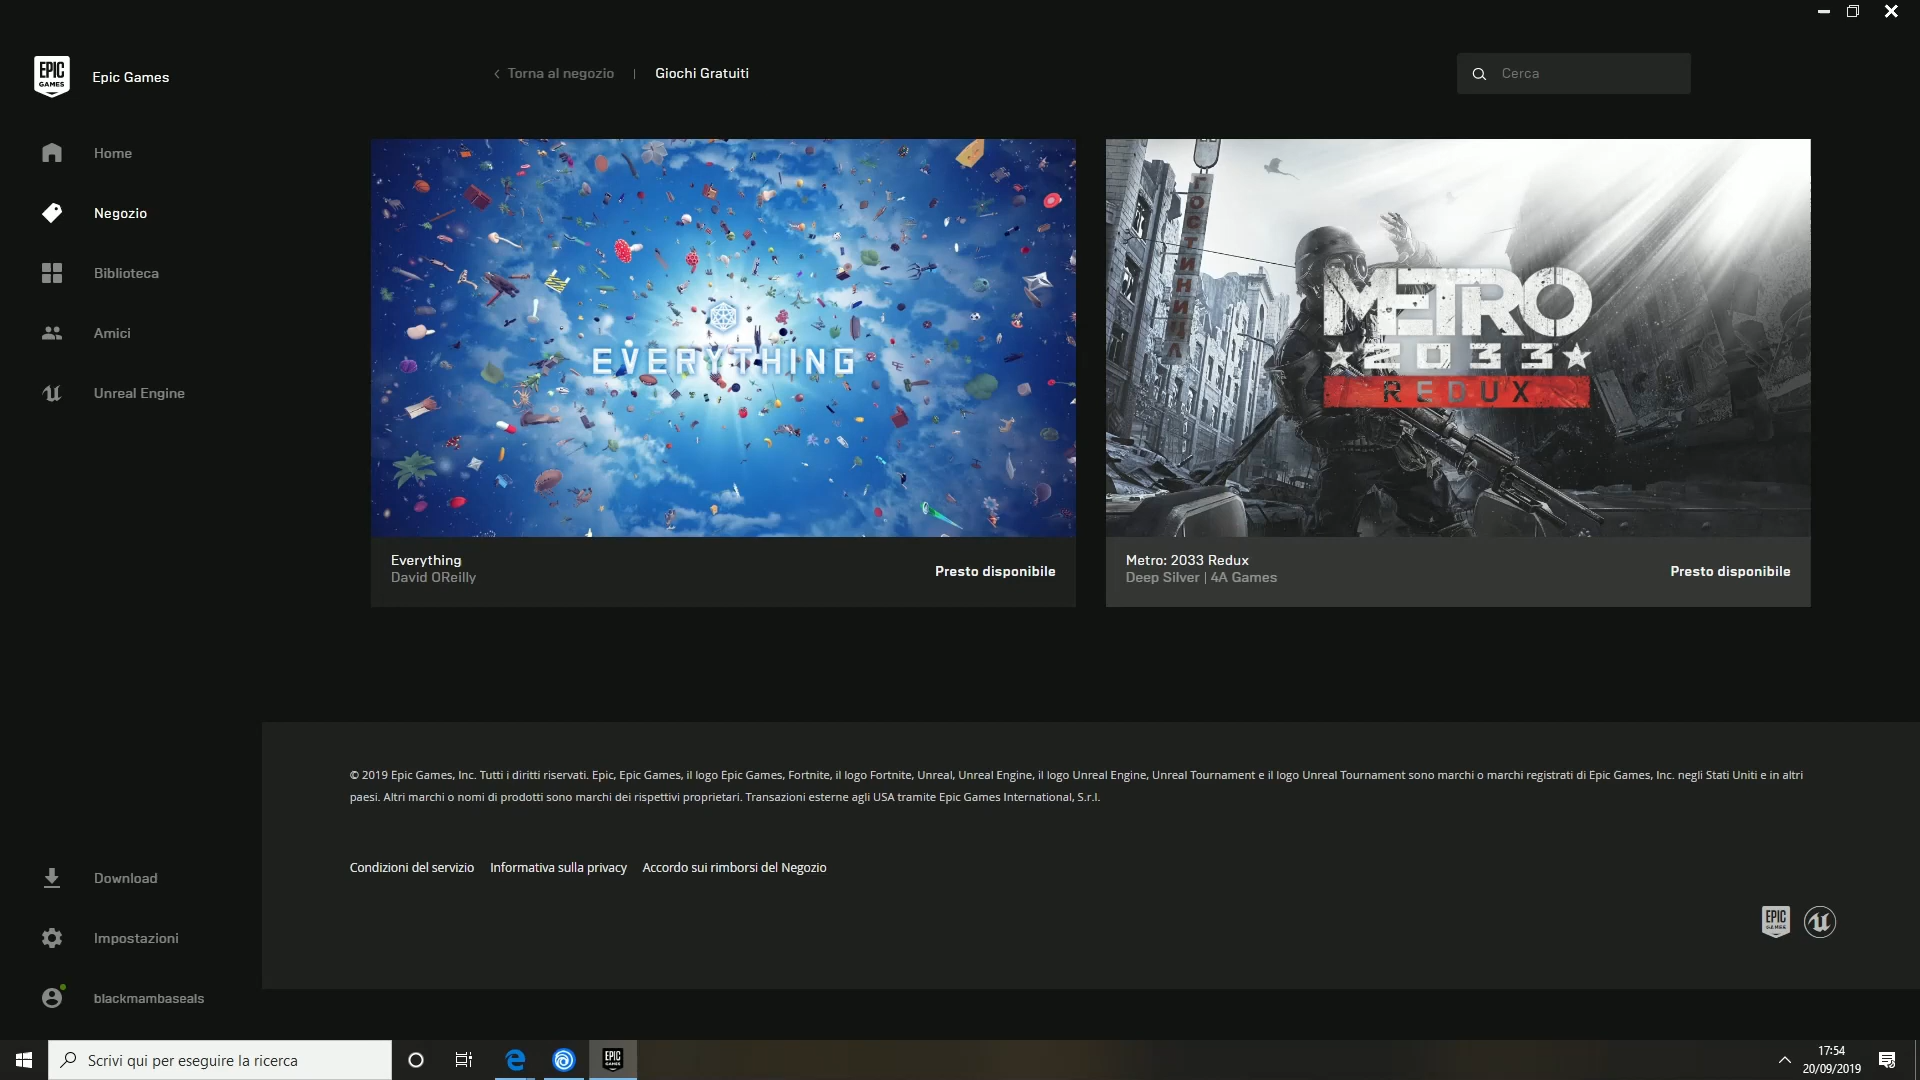 EPIC GAMES
Epic Games
Torna al negozio
Giochi Gratuiti
Cerca
Home
Negozio
Biblioteca
Amici
Unreal Engine
EVERYTHING
ГОСТИНИЦА
METRO
2033
REDUX
Everything
David OReilly
Presto disponibile
Metro: 2033 Redux
Deep Silver | 4A Games
Presto disponibile
© 2019 Epic Games, Inc. Tutti i diritti riservati. Epic, Epic Games, il logo Epic Games, Fortnite, il logo Fortnite, Unreal, Unreal Engine, il logo Unreal Engine, Unreal Tournament e il logo Unreal Tournament sono marchi o marchi registrati di Epic Games, Inc. negli Stati Uniti e in altri
paesi. Altri marchi o nomi di prodotti sono marchi dei rispettivi proprietari. Transazioni esterne agli USA tramite Epic Games International, S.r.l.
Condizioni del servizio Informativa sulla privacy Accordo sui rimborsi del Negozio
EPIC GAMES
Download
Impostazioni
blackmambaseals
Scrivi qui per eseguire la ricerca
EPIC GAMES
17:54
20/09/2019